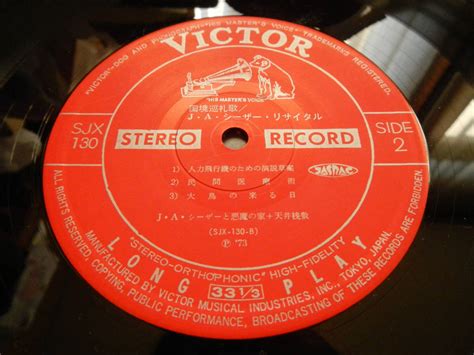 "VICTOR-DOG AND PHONOGRAPH" "HIS MASTER'S VOICE" TRADEMARKS REGISTERED.
VICTOR
"HIS MASTER'S VOICE"
国境巡礼歌
J・A・シーザー・リサイタル
SJX
130
STEREO RECORD
SIDE
2
1) 人力飛行機のための演説草案
2) 民間医療術
3) 大鳥の来る日
J・A・シーザーと悪魔の家+天井桟敷
(SJX-130-B)
Ⓟ '73
"STEREO-ORTHOPHONIC" HIGH-FIDELITY
LONG 33 1/3 PLAY
MANUFACTURED BY VICTOR MUSICAL INDUSTRIES, INC., TOKYO, JAPAN.
ALL RIGHTS RESERVED. UNAUTHORIZED COPYING, PUBLIC PERFORMANCE, BROADCASTING OF THESE RECORDS ARE FORBIDDEN.